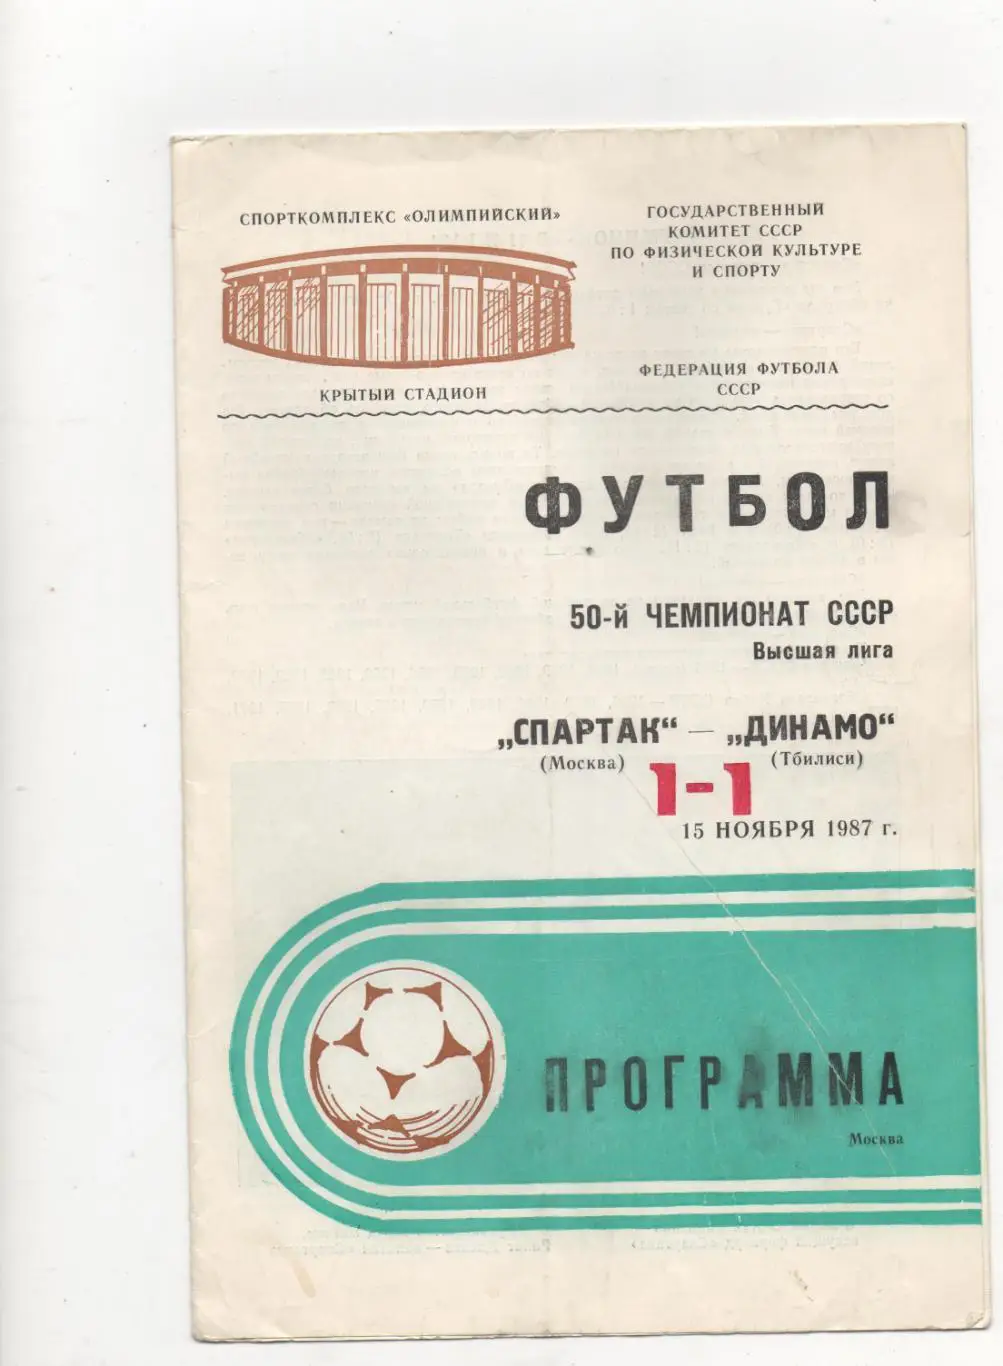 СПОРТКОМПЛЕКС «ОЛИМПИЙСКИЙ»
КРЫТЫЙ СТАДИОН
ГОСУДАРСТВЕННЫЙ
КОМИТЕТ СССР
ПО ФИЗИЧЕСКОЙ КУЛЬТУРЕ
И СПОРТУ
ФЕДЕРАЦИЯ ФУТБОЛА
СССР
ФУТБОЛ
50-й ЧЕМПИОНАТ СССР
Высшая лига
„СПАРТАК“ — „ДИНАМО“
(Москва) (Тбилиси)
1-1
15 НОЯБРЯ 1987 г.
ПРОГРАММА
Москва